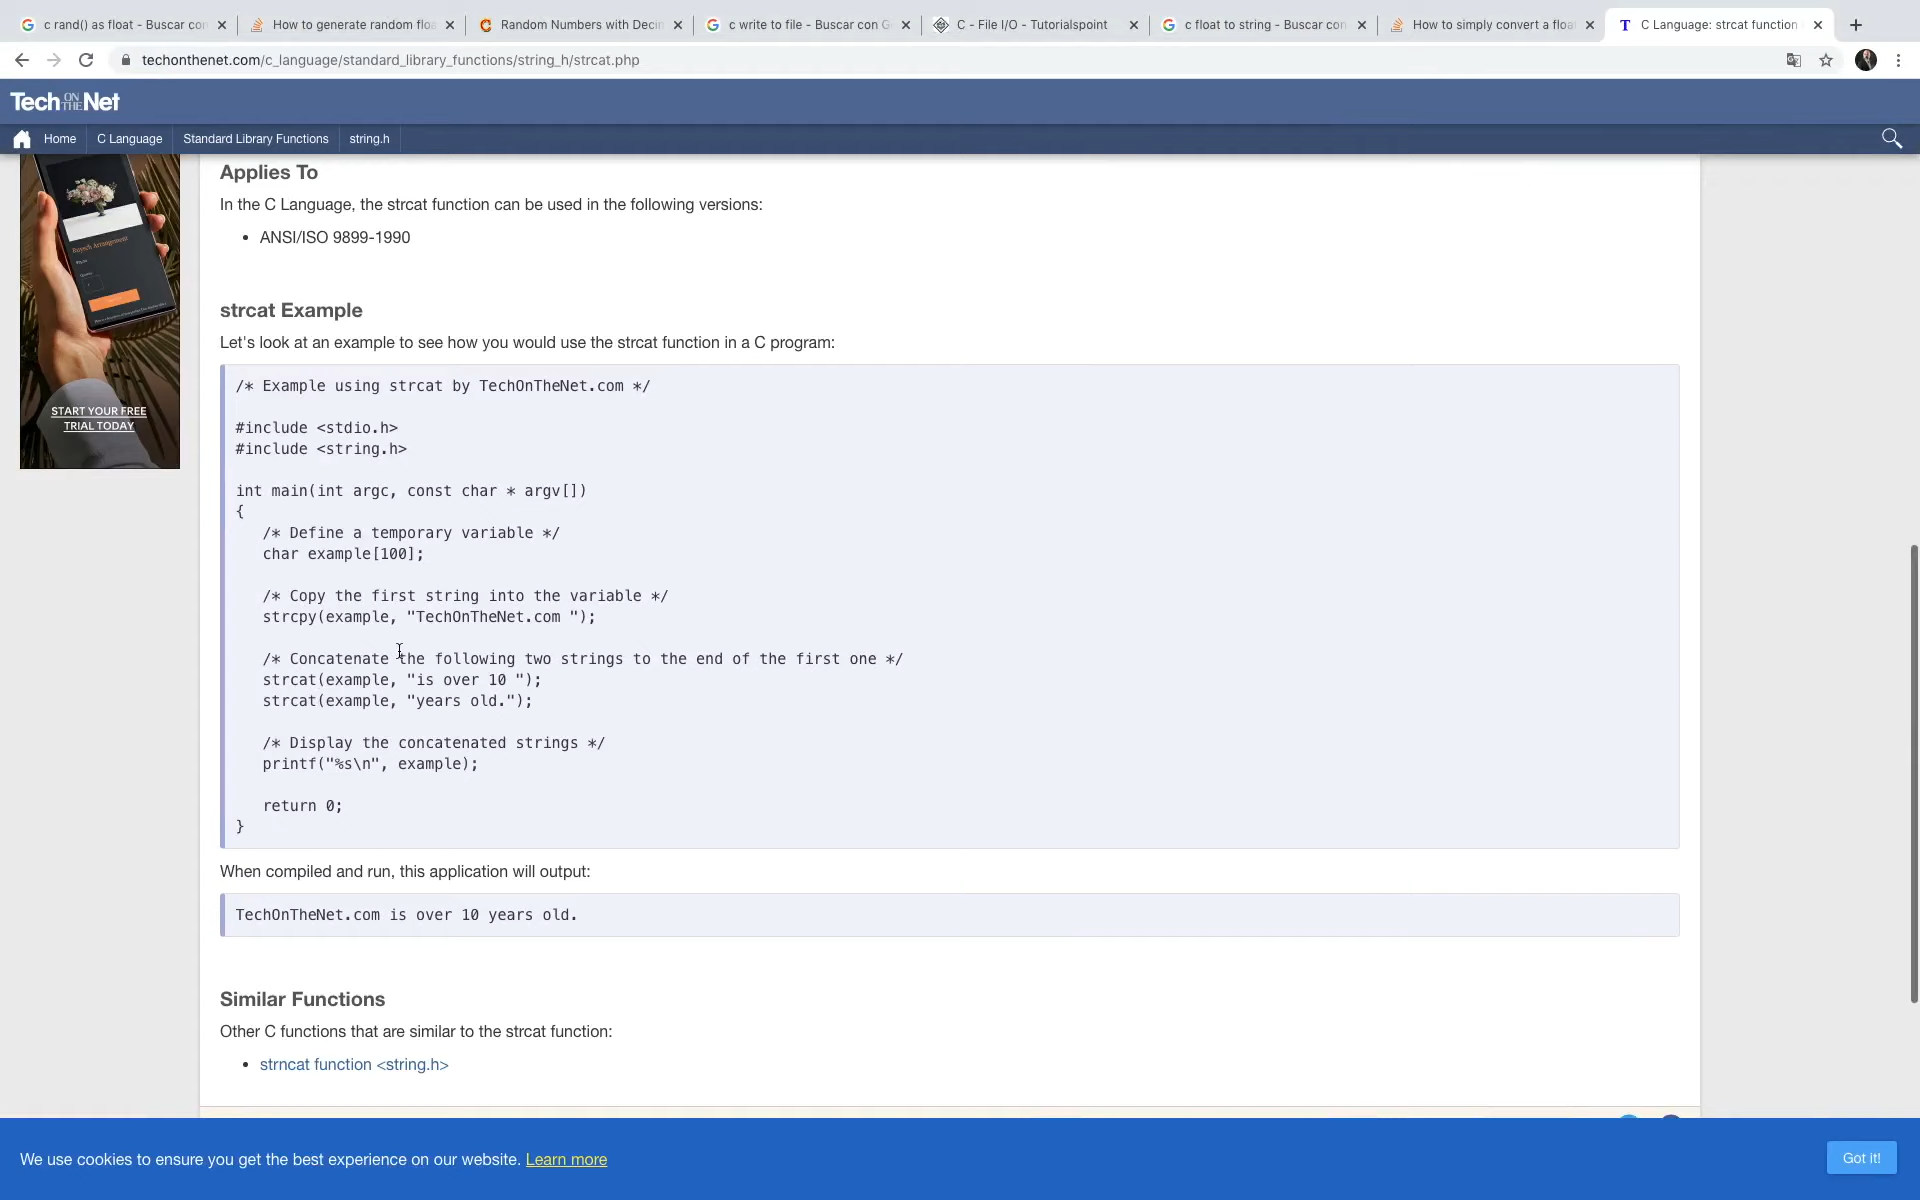 c rand() as float - Buscar con
How to generate random floa
Random Numbers with Decim
c write to file - Buscar con G
C - File I/O - Tutorialspoint
c float to string - Buscar con
How to simply convert a float
C Language: strcat function
techonthenet.com/c_language/standard_library_functions/string_h/strcat.php
Tech ON THE Net
Home
C Language
Standard Library Functions
string.h
START YOUR FREE
TRIAL TODAY
Applies To
In the C Language, the strcat function can be used in the following versions:
• ANSI/ISO 9899-1990
strcat Example
Let's look at an example to see how you would use the strcat function in a C program:
/* Example using strcat by TechOnTheNet.com */
#include <stdio.h>
#include <string.h>
int main(int argc, const char * argv[])
{
/* Define a temporary variable */
char example[100];
/* Copy the first string into the variable */
strcpy(example, "TechOnTheNet.com ");
/* Concatenate the following two strings to the end of the first one */
strcat(example, "is over 10 ");
strcat(example, "years old.");
/* Display the concatenated strings */
printf("%s\n", example);
return 0;
}
When compiled and run, this application will output:
TechOnTheNet.com is over 10 years old.
Similar Functions
Other C functions that are similar to the strcat function:
• strncat function <string.h>
We use cookies to ensure you get the best experience on our website. Learn more
Got it!